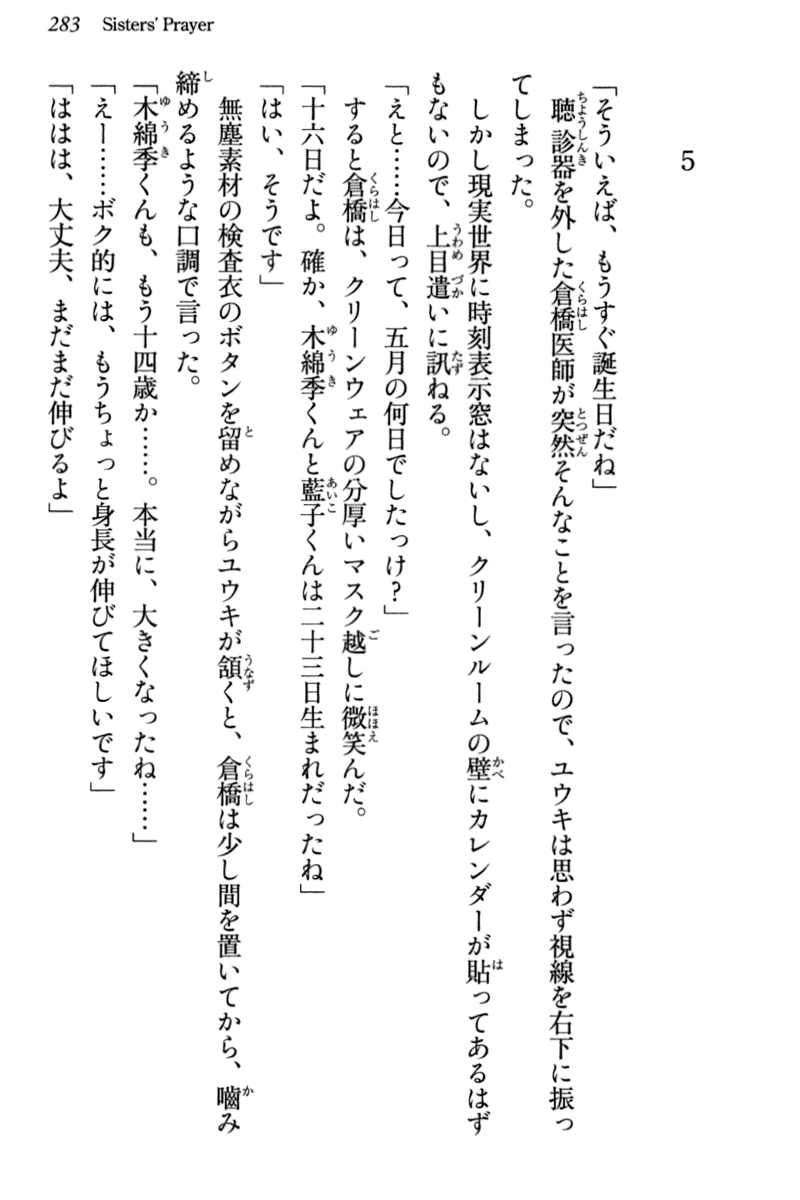 283 Sisters' Prayer
5
「そういえば、もうすぐ誕生日だね」
聴診器を外した倉橋医師が突然そんなことを言ったので、ユウキは思わず視線を右下に振っ
てしまった。
しかし現実世界に時刻表示窓はないし、クリーンルームの壁にカレンダーが貼ってあるはず
もないので、上目遣いに訊ねる。
「えと……今日って、五月の何日でしたっけ？」
すると倉橋は、クリーンウェアの分厚いマスク越しに微笑んだ。
「十六日だよ。確か、木綿季くんと藍子くんは二十三日生まれだったね」
「はい、そうです」
無塵素材の検査衣のボタンを留めながらユウキが頷くと、倉橋は少し間を置いてから、嚙み
締めるような口調で言った。
「木綿季くんも、もう十四歳か……。本当に、大きくなったね……」
「えー……ボク的には、もうちょっと身長が伸びてほしいです」
「ははは、大丈夫、まだまだ伸びるよ」